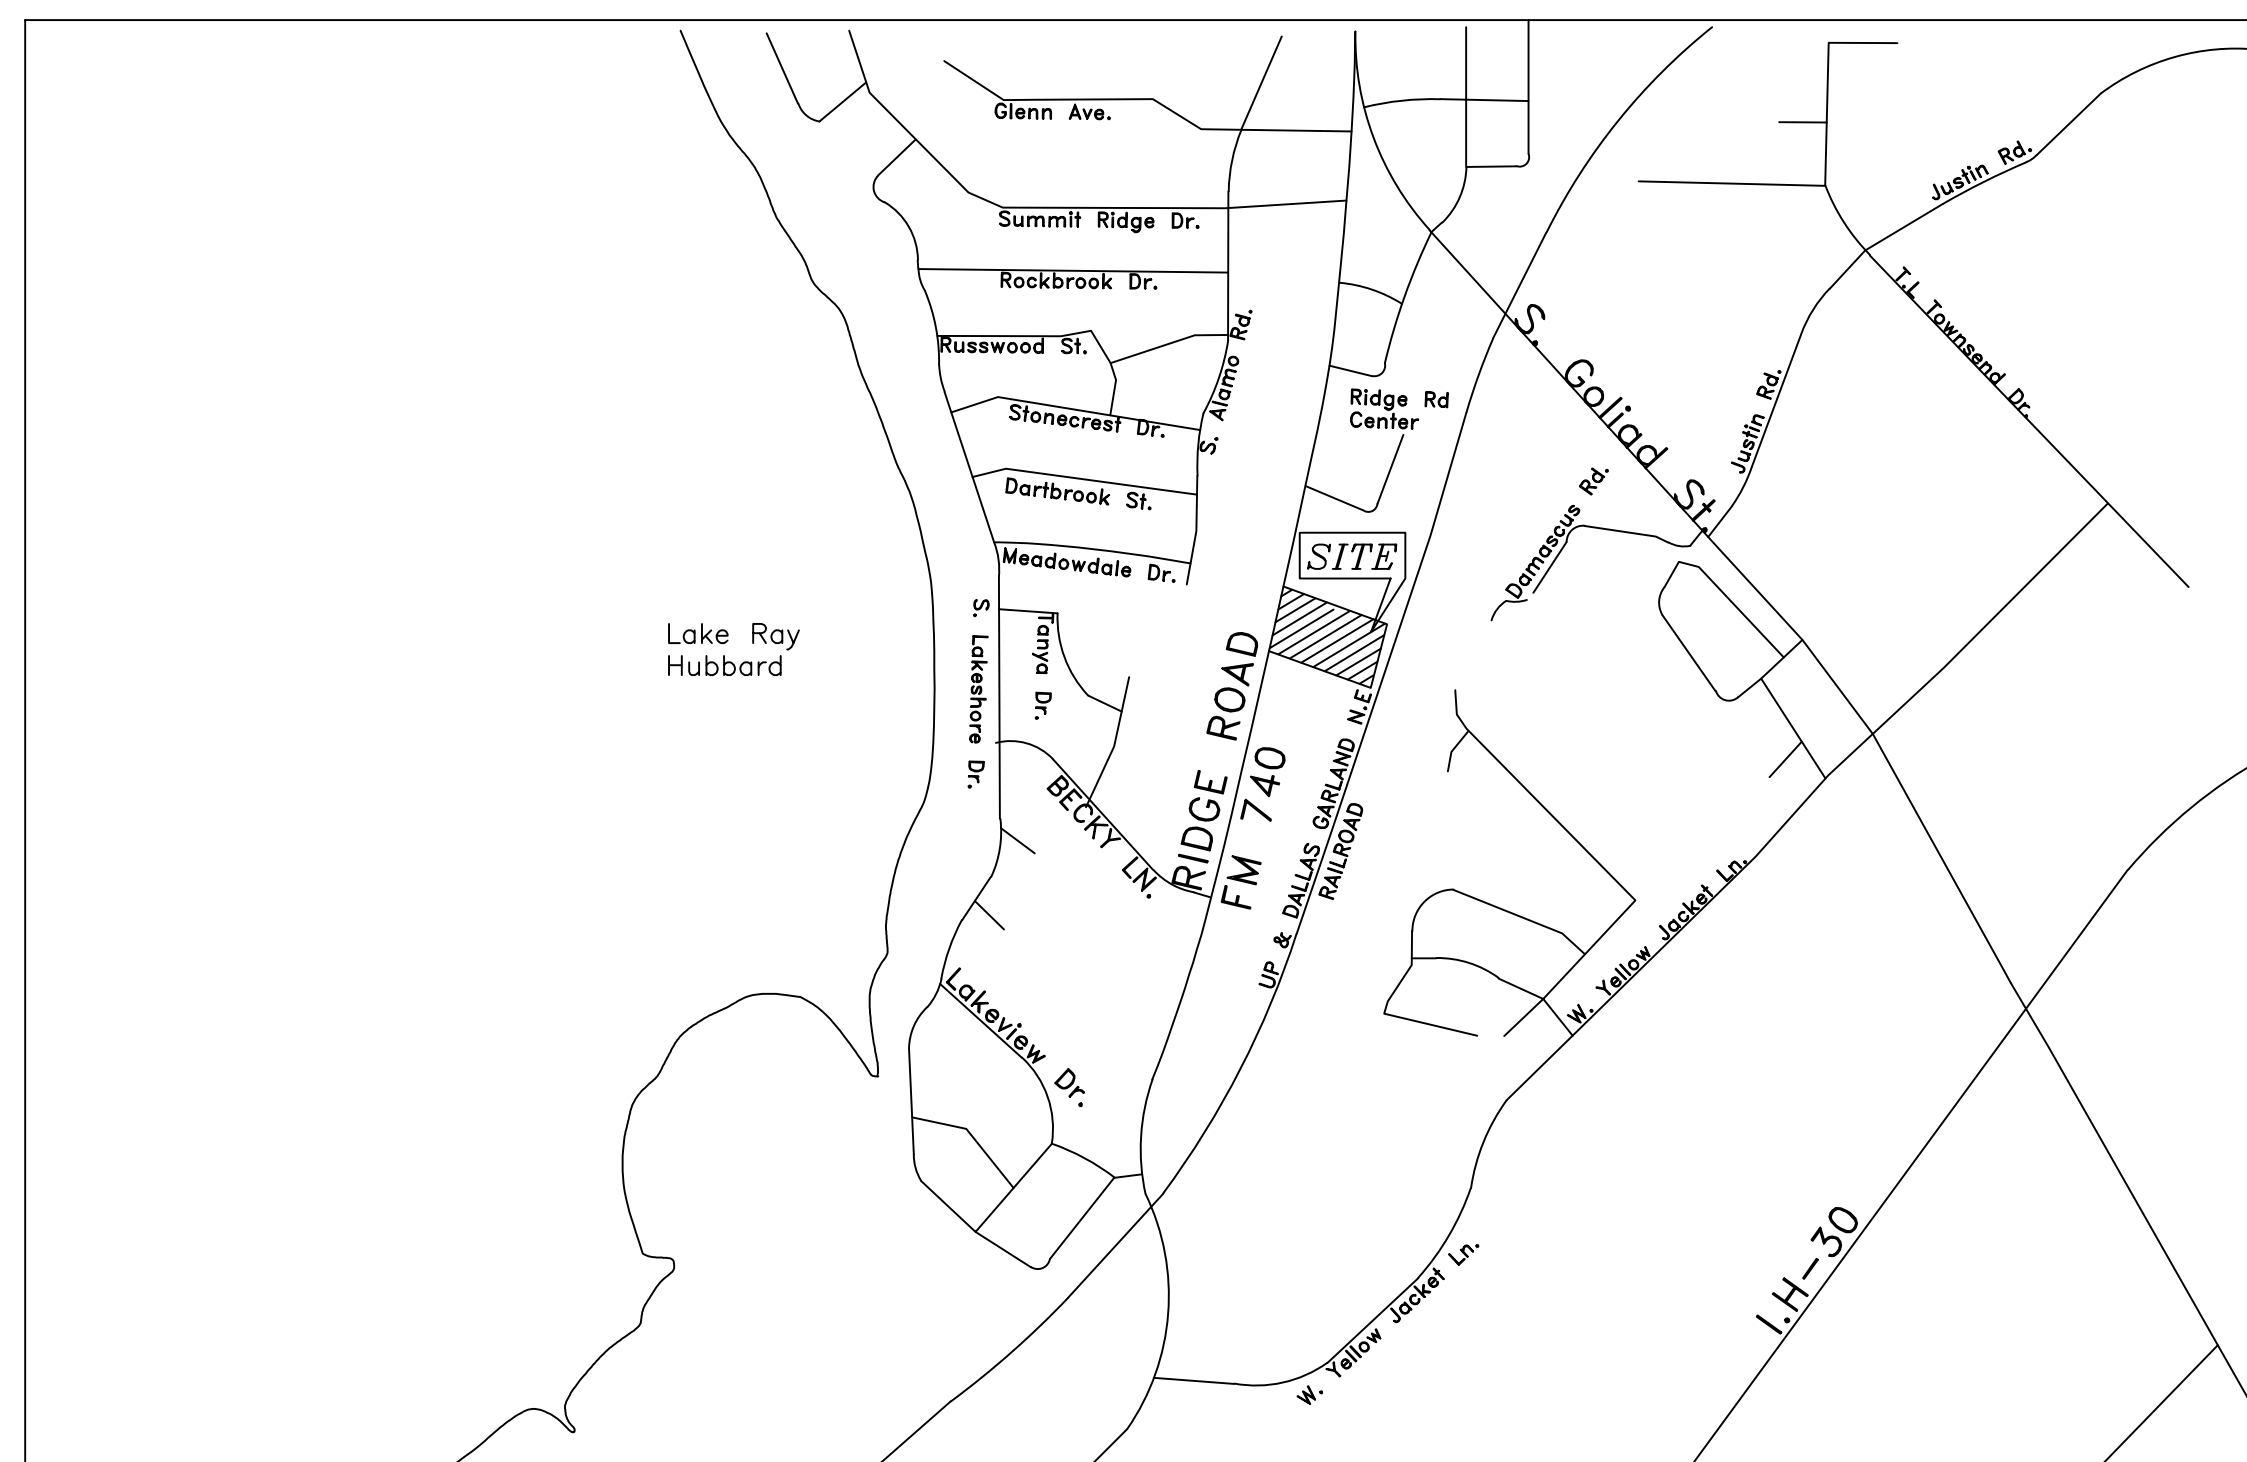 Glenn Ave.
Justin Rd.
Summit Ridge Dr.
Rockbrook Dr.
T.L Townsend Dr.
Russwood St.
S. Alamo Rd.
S. Goliad St.
Ridge Rd
Center
Justin Rd.
Stonecrest Dr.
Dartbrook St.
Damascus Rd.
Meadowdale Dr.
SITE
S. Lakeshore Dr.
Tanya Dr.
Lake Ray
Hubbard
RIDGE ROAD
FM 740
UP & DALLAS GARLAND N.E
RAILROAD
BECKY LN.
W. Yellow Jacket Ln.
Lakeview Dr.
I.H-30
W. Yellow Jacket Ln.